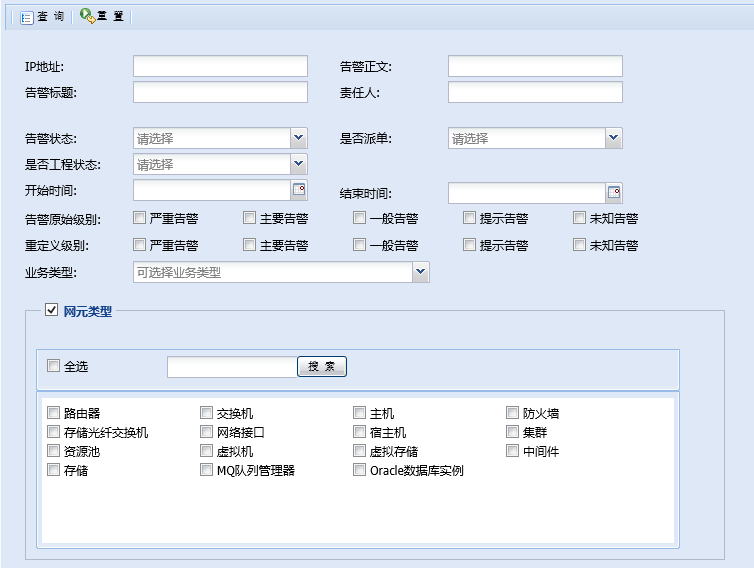 查 询 重 置
IP地址: 告警正文:
告警标题: 责任人:
告警状态: 请选择 是否派单: 请选择
是否工程状态: 请选择
开始时间: 结束时间:
告警原始级别: 严重告警 主要告警 一般告警 提示告警 未知告警
重定义级别: 严重告警 主要告警 一般告警 提示告警 未知告警
业务类型: 可选择业务类型
网元类型
全选 搜 索
路由器 交换机 主机 防火墙
存储光纤交换机 网络接口 宿主机 集群
资源池 虚拟机 虚拟存储 中间件
存储 MQ队列管理器 Oracle数据库实例